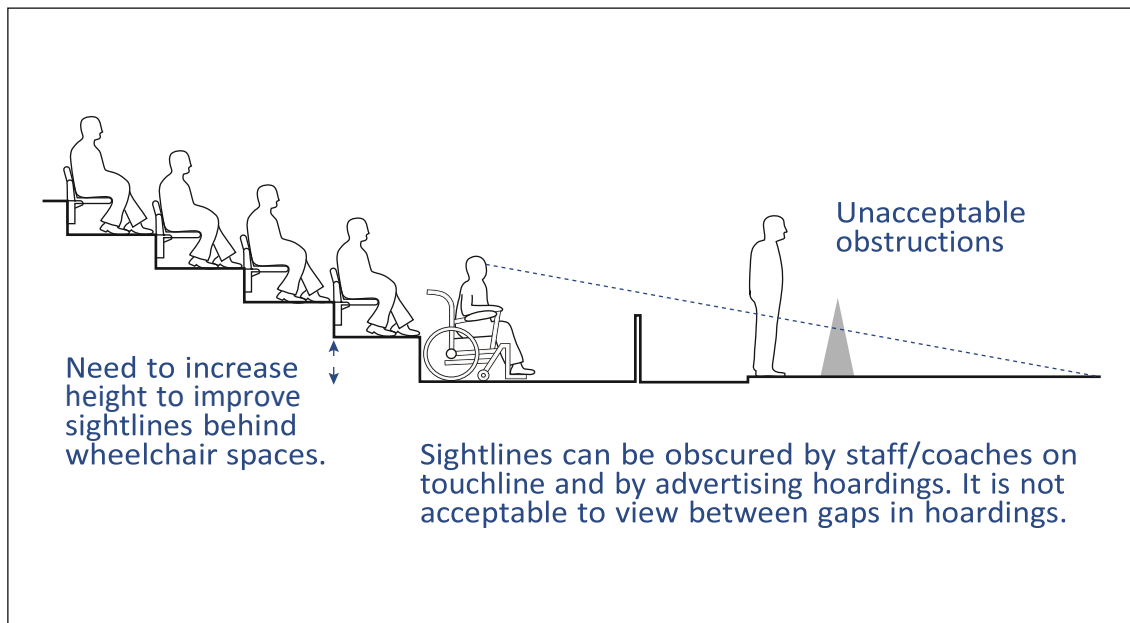 Unacceptable
obstructions
Need to increase
height to improve
sightlines behind
wheelchair spaces.
Sightlines can be obscured by staff/coaches on
touchline and by advertising hoardings. It is not
acceptable to view between gaps in hoardings.